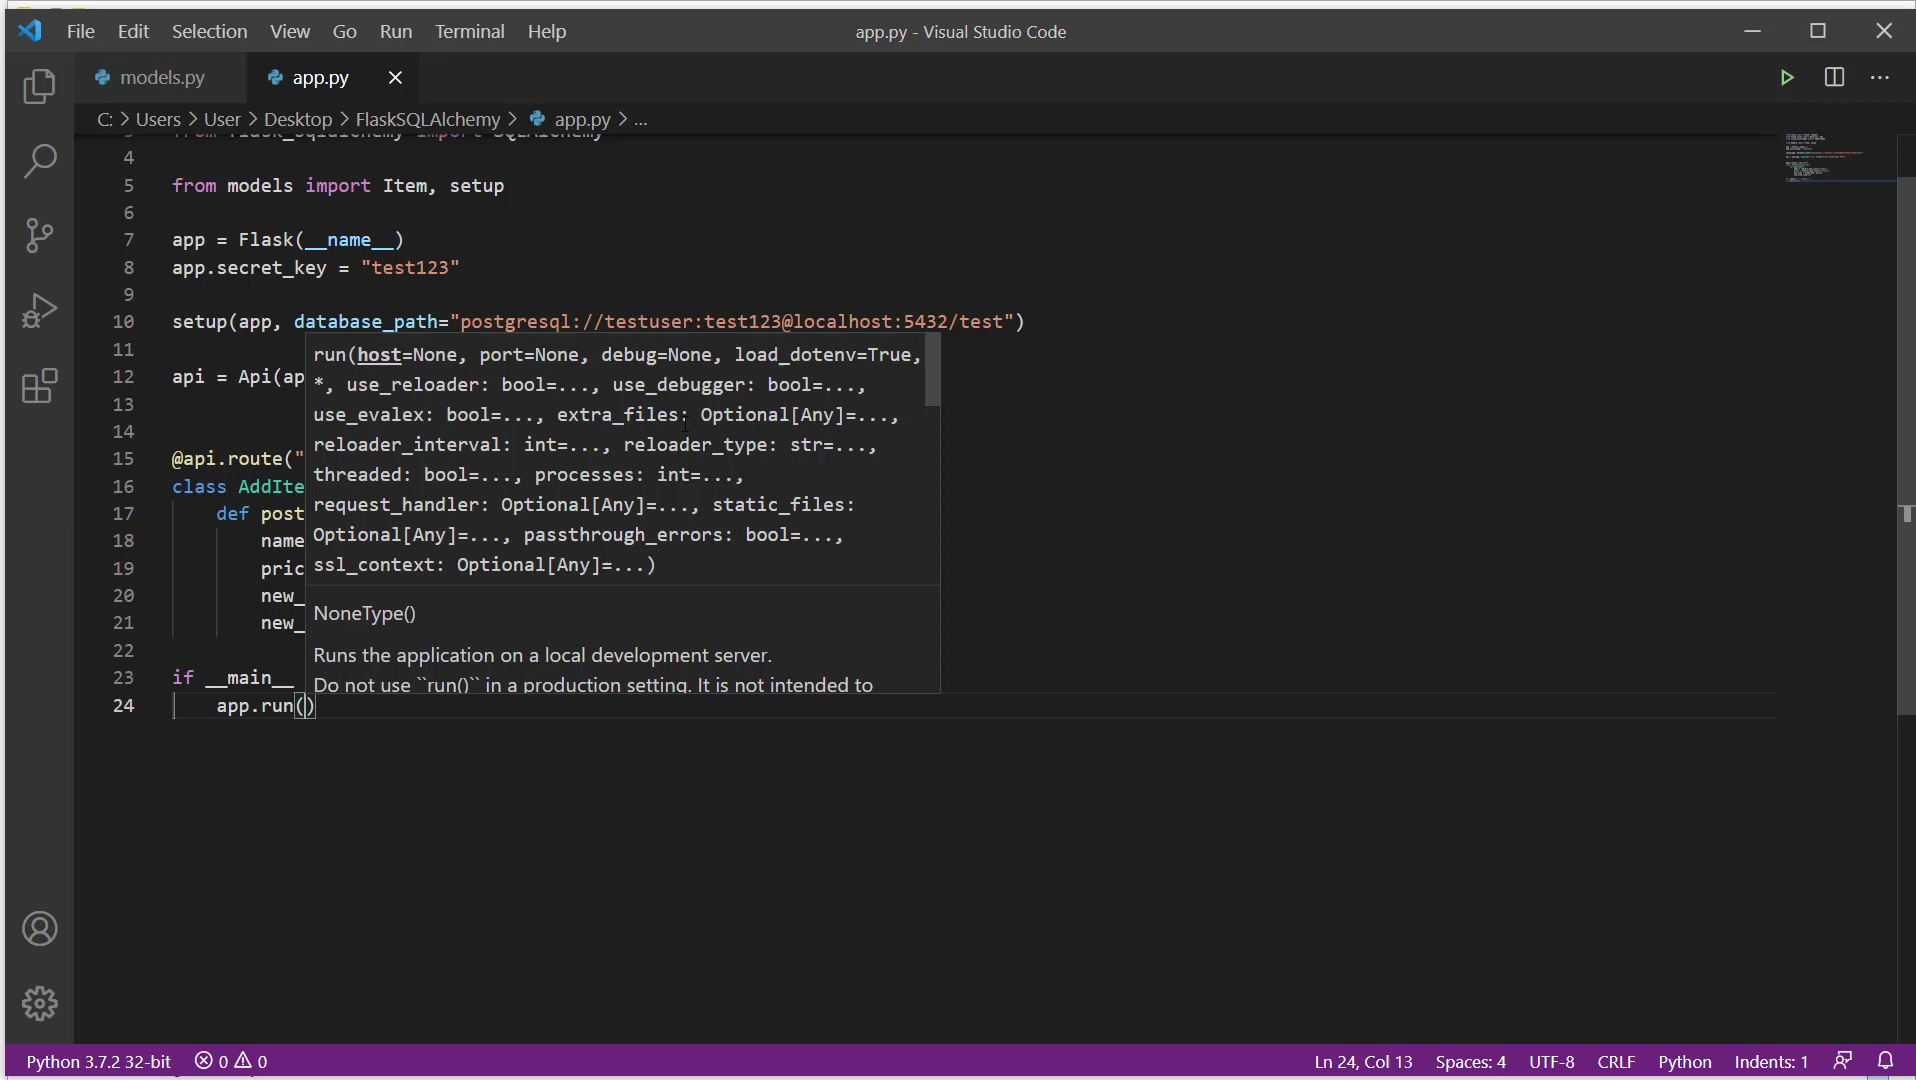 File Edit Selection View Go Run Terminal Help
app.py - Visual Studio Code
models.py
app.py
C: > Users > User > Desktop > FlaskSQLAlchemy > app.py > ...
from flask_sqlalchemy import SQLAlchemy
4
5 from models import Item, setup
6
7 app = Flask(__name__)
8 app.secret_key = "test123"
9
10 setup(app, database_path="postgresql://testuser:test123@localhost:5432/test")
11
12 api = Api(ap
13
14
15 @api.route("
16 class AddIte
17 def post
18 name
19 pric
20 new_
21 new_
22
23 if __main__
24 app.run()
run(host=None, port=None, debug=None, load_dotenv=True,
*, use_reloader: bool=..., use_debugger: bool=...,
use_evalex: bool=..., extra_files: Optional[Any]=...,
reloader_interval: int=..., reloader_type: str=...,
threaded: bool=..., processes: int=...,
request_handler: Optional[Any]=..., static_files:
Optional[Any]=..., passthrough_errors: bool=...,
ssl_context: Optional[Any]=...)
NoneType()
Runs the application on a local development server.
Do not use ``run()`` in a production setting. It is not intended to
Python 3.7.2 32-bit
0 0
Ln 24, Col 13
Spaces: 4
UTF-8
CRLF
Python
Indents: 1